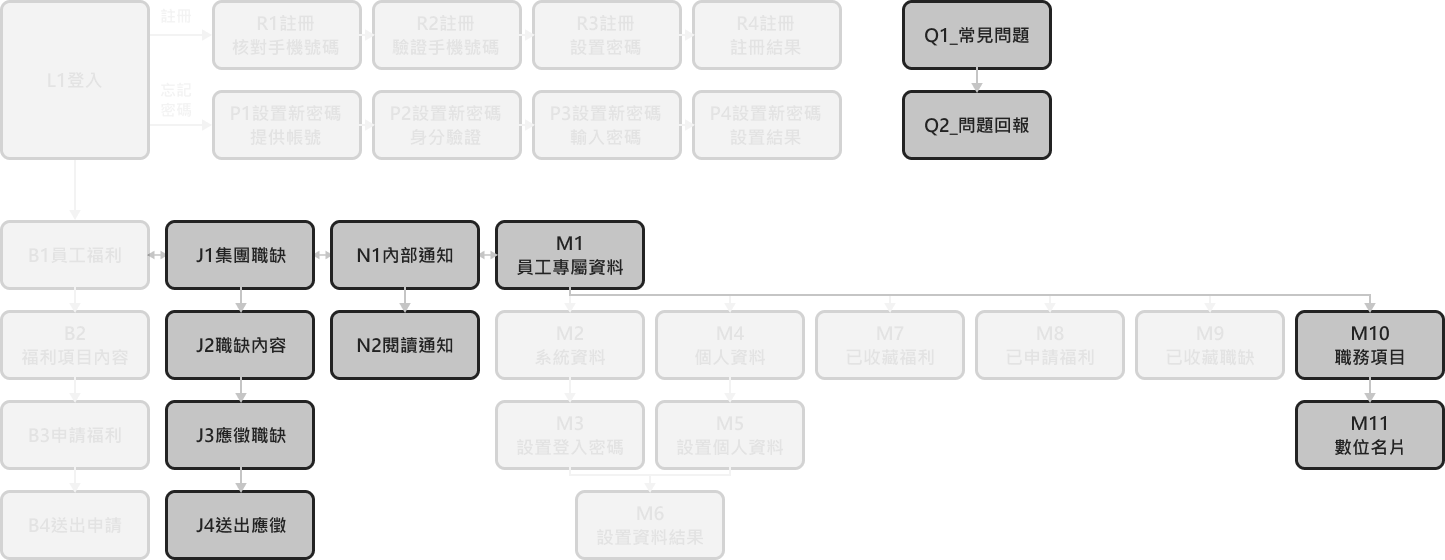 L1登入
註冊
R1註冊
核對手機號碼
R2註冊
驗證手機號碼
R3註冊
設置密碼
R4註冊
註冊結果
忘記
密碼
P1設置新密碼
提供帳號
P2設置新密碼
身分驗證
P3設置新密碼
輸入密碼
P4設置新密碼
設置結果
Q1_常見問題
Q2_問題回報
B1員工福利
J1集團職缺
N1內部通知
M1
員工專屬資料
B2
福利項目內容
J2職缺內容
N2閱讀通知
M2
系統資料
M4
個人資料
M7
已收藏福利
M8
已申請福利
M9
已收藏職缺
M10
職務項目
B3申請福利
J3應徵職缺
M3
設置登入密碼
M5
設置個人資料
M11
數位名片
B4送出申請
J4送出應徵
M6
設置資料結果